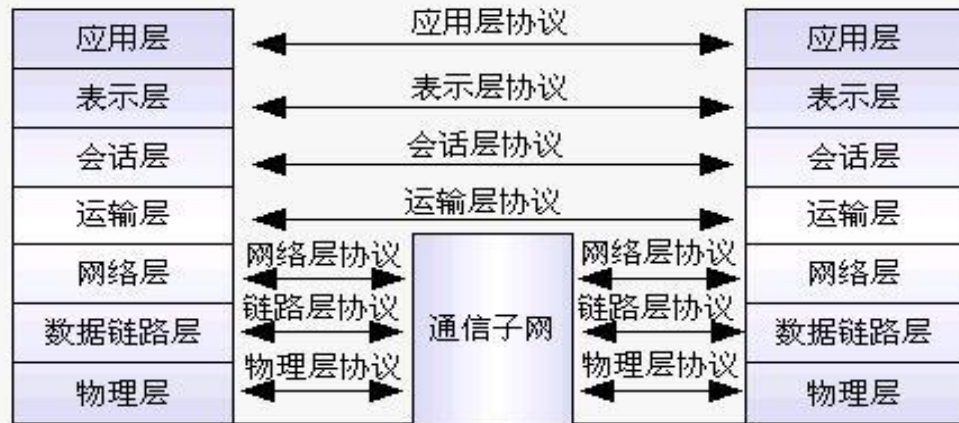 应用层 应用层协议 应用层
表示层 表示层协议 表示层
会话层 会话层协议 会话层
运输层 运输层协议 运输层
网络层 网络层协议 网络层协议 网络层
数据链路层 链路层协议 通信子网 链路层协议 数据链路层
物理层 物理层协议 物理层协议 物理层